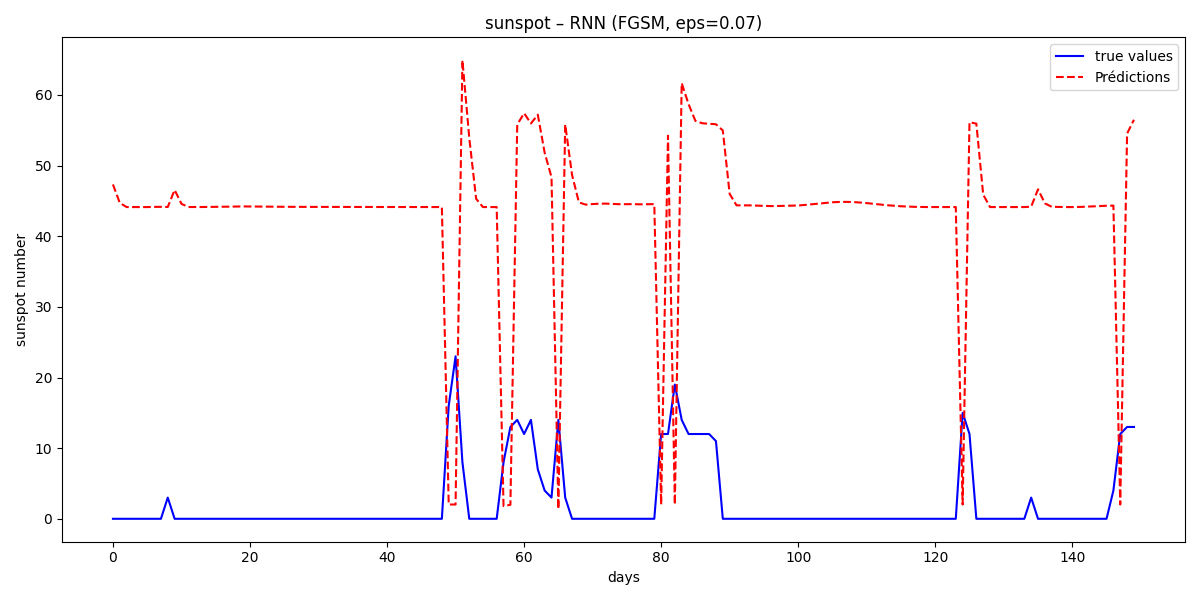 sunspot – RNN (FGSM, eps=0.07)
true values
Prédictions
sunspot number
60
50
40
30
20
10
0
0 20 40 60 80 100 120 140
days